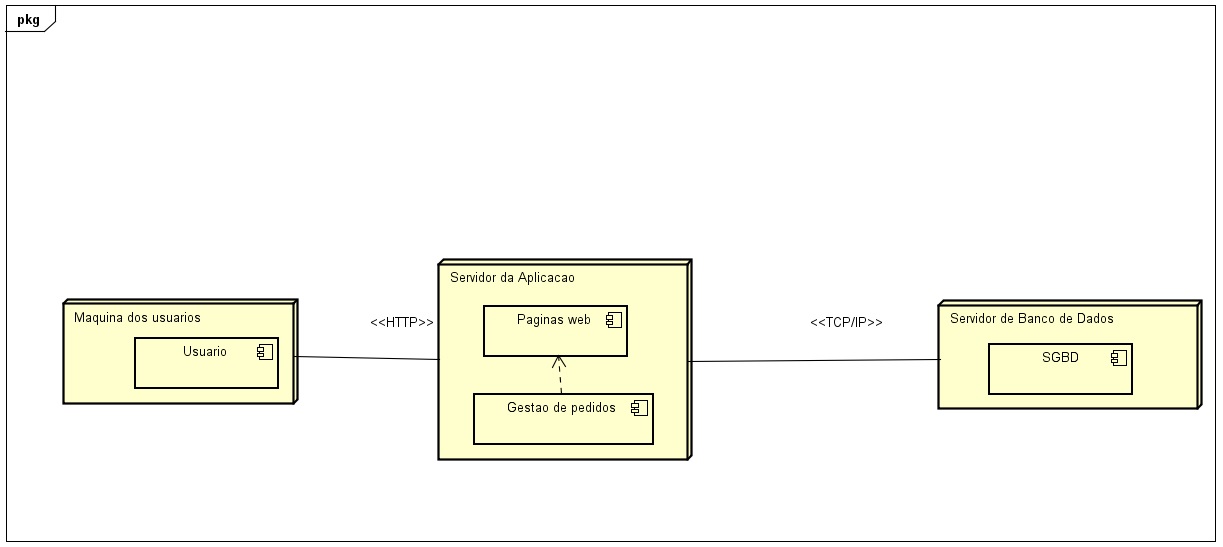 pkg
Maquina dos usuarios
Usuario
<<HTTP>>
Servidor da Aplicacao
Paginas web
Gestao de pedidos
<<TCP/IP>>
Servidor de Banco de Dados
SGBD